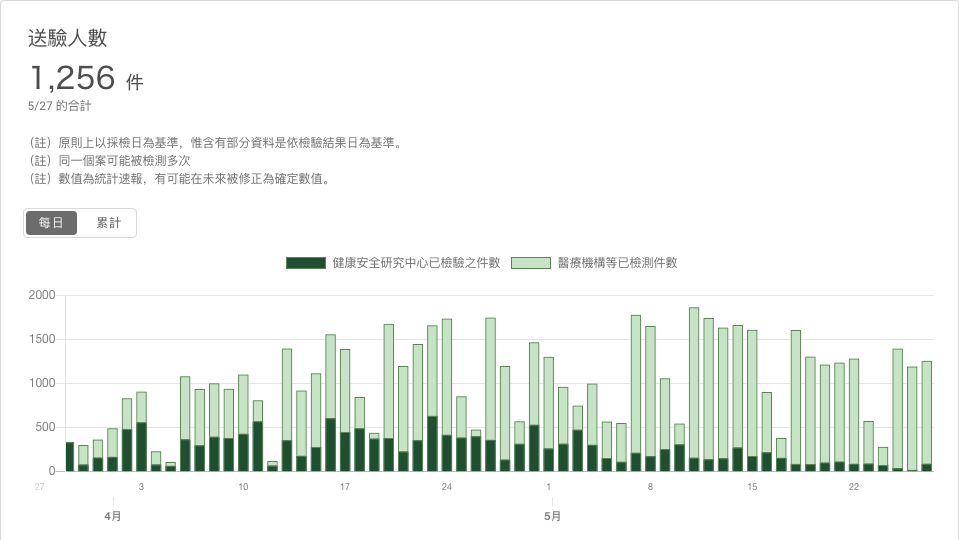 送驗人數
1,256 件
5/27 的合計
（註）原則上以採檢日為基準，惟含有部分資料是依檢驗結果日為基準。
（註）同一個案可能被檢測多次
（註）數值為統計速報，有可能在未來被修正為確定數值。
每日 累計
健康安全研究中心已檢驗之件數 醫療機構等已檢測件數
2000
1500
1000
500
0
27 3 10 17 24 1 8 15 22
4月 5月